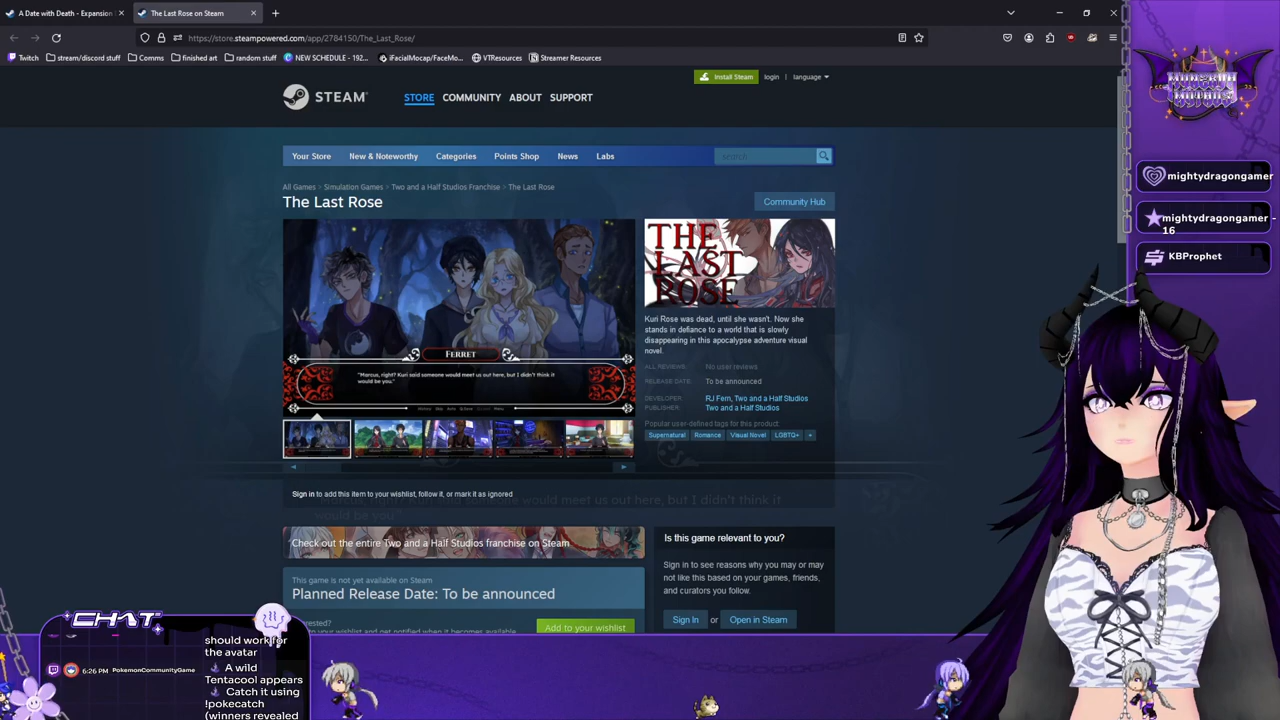 A Date with Death - Expansion
The Last Rose on Steam
https://store.steampowered.com/app/2784150/The_Last_Rose/
Twitch
stream/discord stuff
Comms
finished art
random stuff
NEW SCHEDULE - 192...
iFacialMocap/FaceMo...
VTResources
Streamer Resources
Install Steam
login
language
STEAM
STORE
COMMUNITY
ABOUT
SUPPORT
Your Store
New & Noteworthy
Categories
Points Shop
News
Labs
search
All Games > Simulation Games > Two and a Half Studios Franchise > The Last Rose
The Last Rose
Community Hub
FERRET
"Marcus, right? Kuri said someone would meet us out here, but I didn't think it
would be you."
THE
LAST
ROSE
Kuri Rose was dead, until she wasn't. Now she
stands in defiance to a world that is slowly
disappearing in this apocalypse adventure visual
novel.
ALL REVIEWS: No user reviews
RELEASE DATE: To be announced
DEVELOPER: RJ Fern, Two and a Half Studios
PUBLISHER: Two and a Half Studios
Popular user-defined tags for this product:
Supernatural
Romance
Visual Novel
LGBTQ+
+
Sign in to add this item to your wishlist, follow it, or mark it as ignored
Check out the entire Two and a Half Studios franchise on Steam
This game is not yet available on Steam
Planned Release Date: To be announced
to your wishlist and get notified when it becomes available
Add to your wishlist
Is this game relevant to you?
Sign in to see reasons why you may or may
not like this based on your games, friends,
and curators you follow.
Sign In
or
Open in Steam
mightydragongamer
mightydragongamer -
16
KBProphet
CHAT
should work for
the avatar
6:26 PM PokemonCommunityGame
A wild
Tentacool appears
Catch it using
!pokecatch
(winners revealed